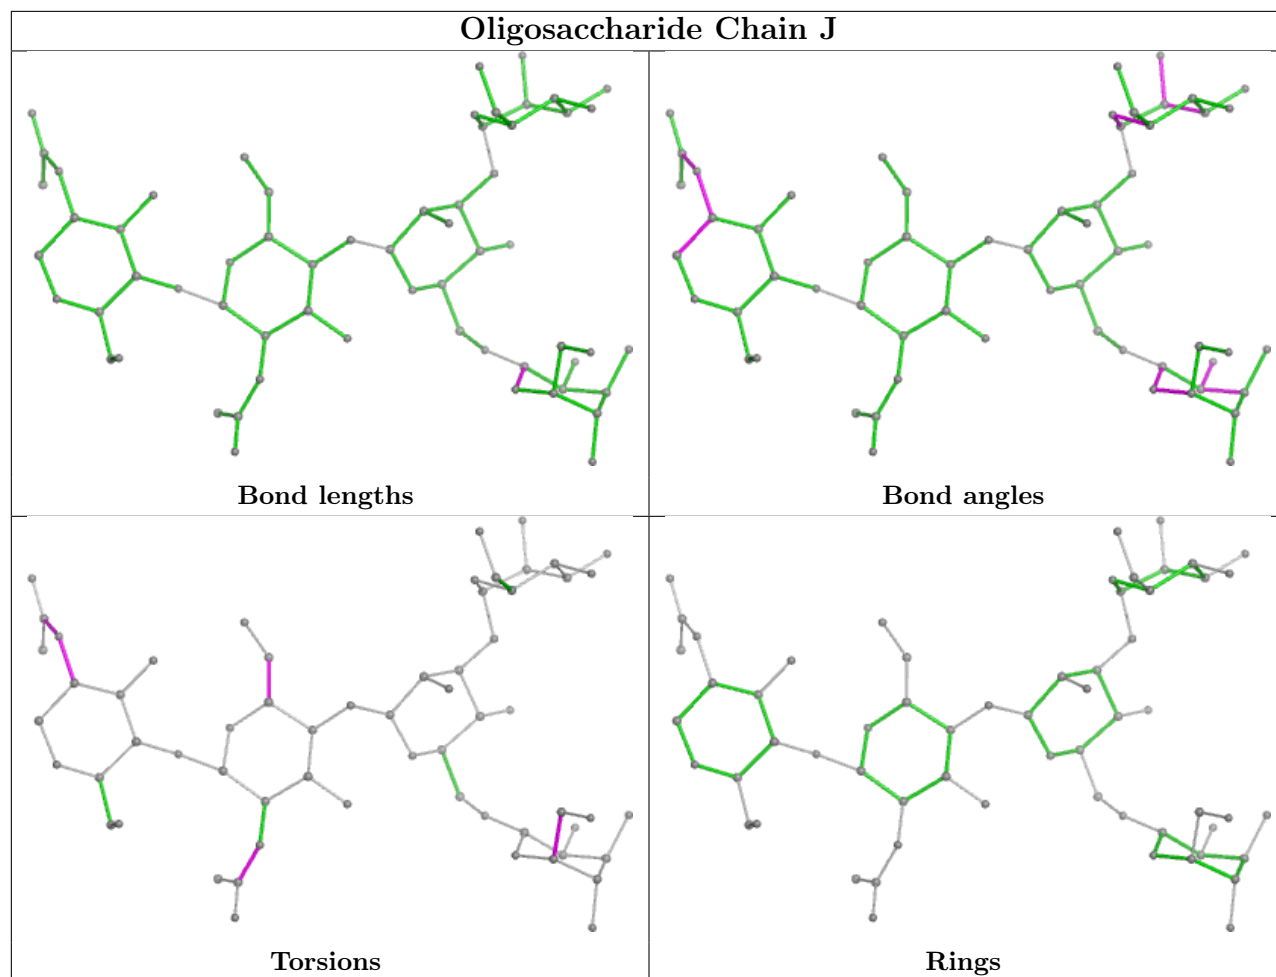 Oligosaccharide Chain J
Bond lengths
Bond angles
Torsions
Rings